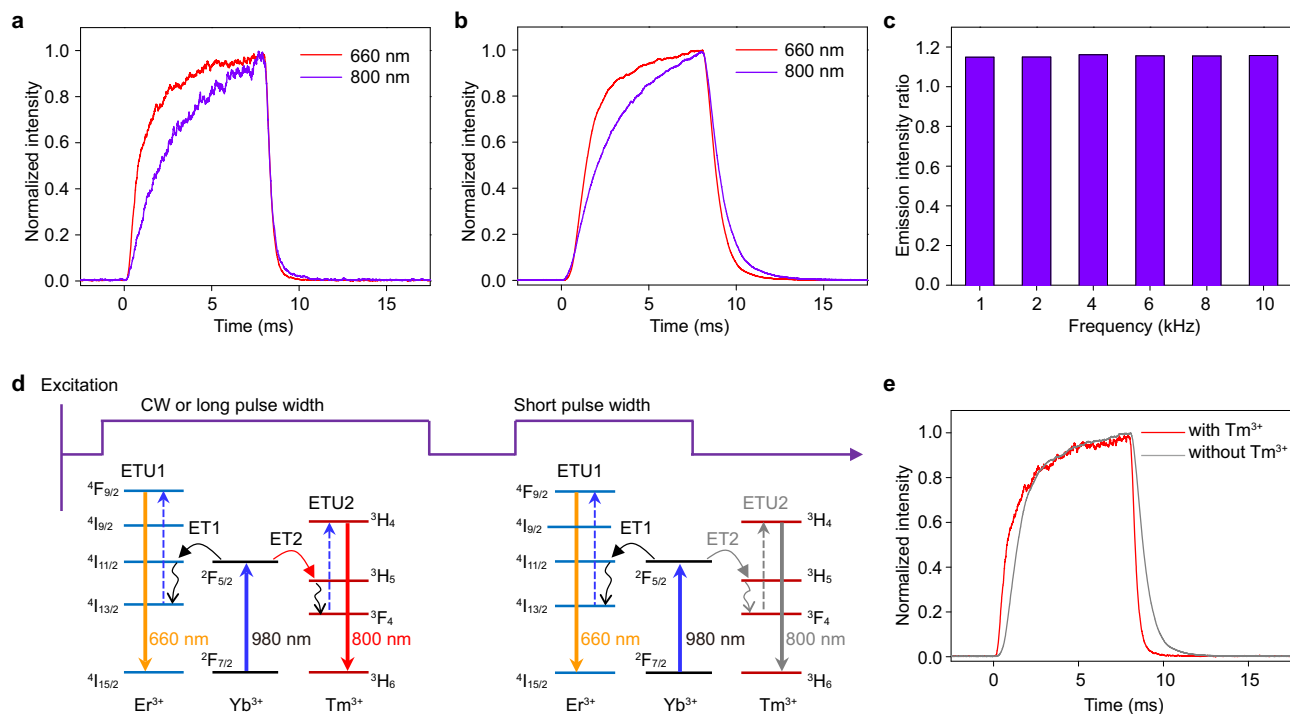 a
660 nm
800 nm
Normalized intensity
1.0
0.8
0.6
0.4
0.2
0.0
0
5
10
15
Time (ms)
b
660 nm
800 nm
Normalized intensity
1.0
0.8
0.6
0.4
0.2
0.0
0
5
10
15
Time (ms)
c
Emission intensity ratio
1.2
1.0
0.8
0.6
0.4
0.2
0.0
1
2
4
6
8
10
Frequency (kHz)
d
Excitation
CW or long pulse width
Short pulse width
ETU1
⁴F₉/₂
⁴I₉/₂
⁴I₁₁/₂
⁴I₁₃/₂
⁴I₁₅/₂
ET1
ET2
ETU2
²F₅/₂
²F₇/₂
³H₄
³H₅
³F₄
³H₆
660 nm
980 nm
800 nm
Er³⁺
Yb³⁺
Tm³⁺
ETU1
⁴F₉/₂
⁴I₉/₂
⁴I₁₁/₂
⁴I₁₃/₂
⁴I₁₅/₂
ET1
ET2
ETU2
²F₅/₂
²F₇/₂
³H₄
³H₅
³F₄
³H₆
660 nm
980 nm
800 nm
Er³⁺
Yb³⁺
Tm³⁺
e
with Tm³⁺
without Tm³⁺
Normalized intensity
1.0
0.8
0.6
0.4
0.2
0.0
0
5
10
15
Time (ms)